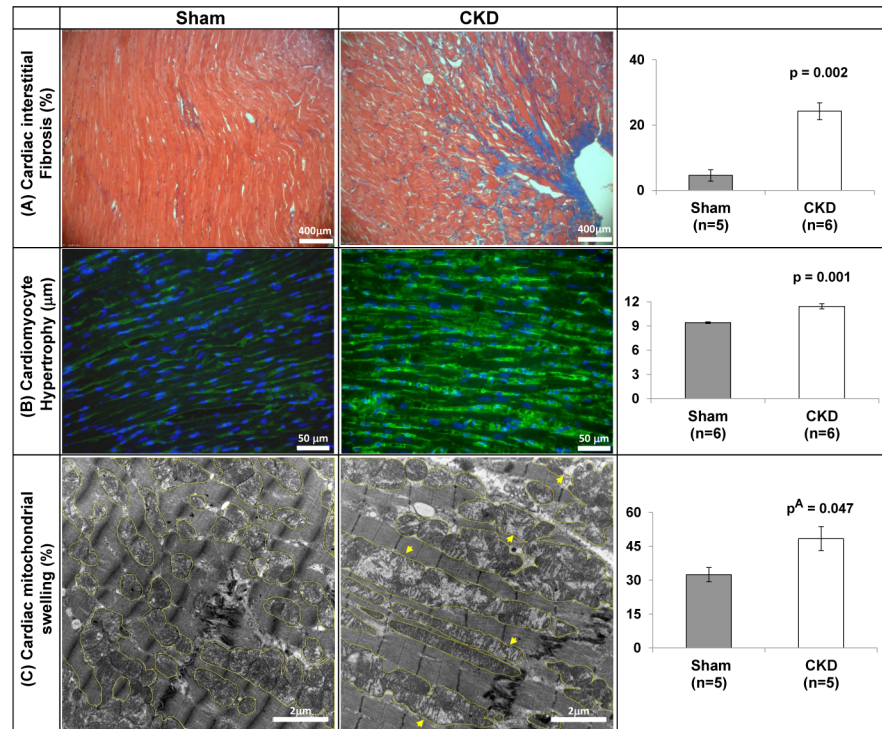 Sham
CKD
(A) Cardiac interstitial
Fibrosis (%)
400μm
400μm
40
20
0
p = 0.002
Sham
(n=5)
CKD
(n=6)
(B) Cardiomyocyte
Hypertrophy (μm)
50 μm
50 μm
12
9
6
3
0
p = 0.001
Sham
(n=6)
CKD
(n=6)
(C) Cardiac mitochondrial
swelling (%)
2μm
2μm
60
45
30
15
0
pᴬ = 0.047
Sham
(n=5)
CKD
(n=5)